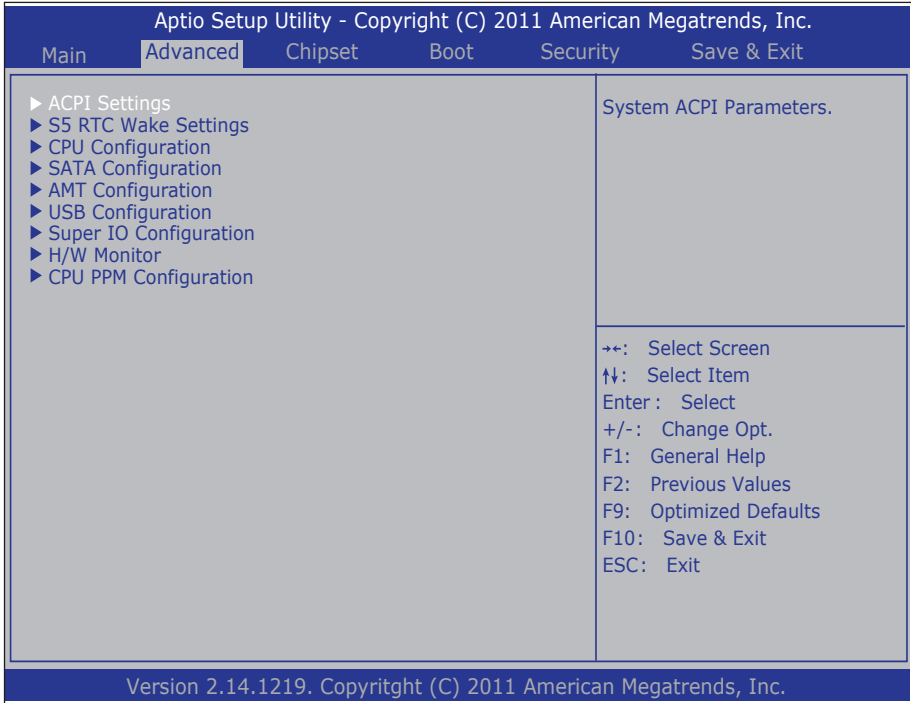 Aptio Setup Utility - Copyright (C) 2011 American Megatrends, Inc.
Main Advanced Chipset Boot Security Save & Exit
▶ ACPI Settings
▶ S5 RTC Wake Settings
▶ CPU Configuration
▶ SATA Configuration
▶ AMT Configuration
▶ USB Configuration
▶ Super IO Configuration
▶ H/W Monitor
▶ CPU PPM Configuration
System ACPI Parameters.
→←: Select Screen
↑↓: Select Item
Enter : Select
+/-: Change Opt.
F1: General Help
F2: Previous Values
F9: Optimized Defaults
F10: Save & Exit
ESC: Exit
Version 2.14.1219. Copyritght (C) 2011 American Megatrends, Inc.